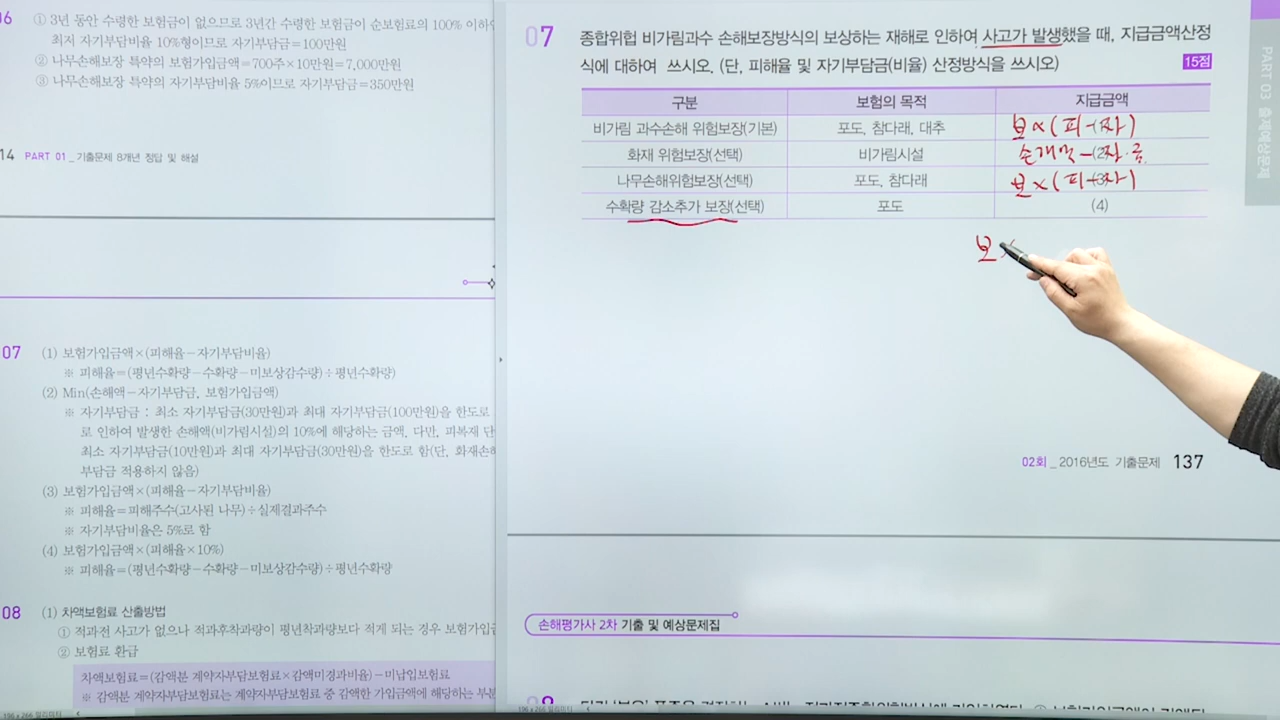 06
① 3년 동안 수령한 보험금이 없으므로 3년간 수령한 보험금이 순보험료의 100% 이하
최저 자기부담비율 10%형이므로 자기부담금=100만원
② 나무손해보장 특약의 보험가입금액=700주×10만원=7,000만원
③ 나무손해보장 특약의 자기부담비율 5%이므로 자기부담금=350만원
14 PART 01 _ 기출문제 8개년 정답 및 해설
07
(1) 보험가입금액×(피해율-자기부담비율)
※ 피해율=(평년수확량-수확량-미보상감수량)÷평년수확량)
(2) Min(손해액-자기부담금, 보험가입금액)
※ 자기부담금 : 최소 자기부담금(30만원)과 최대 자기부담금(100만원)을 한도로
로 인하여 발생한 손해액(비가림시설)의 10%에 해당하는 금액. 다만, 피복재 단
최소 자기부담금(10만원)과 최대 자기부담금(30만원)을 한도로 함(단, 화재손해
부담금 적용하지 않음)
(3) 보험가입금액×(피해율-자기부담비율)
※ 피해율=피해주수(고사된 나무)÷실제결과주수
※ 자기부담비율은 5%로 함
(4) 보험가입금액×(피해율×10%)
※ 피해율=(평년수확량-수확량-미보상감수량)÷평년수확량
08
(1) 차액보험료 산출방법
① 적과전 사고가 없으나 적과후착과량이 평년착과량보다 적게 되는 경우 보험가입금
② 보험료 환급
차액보험료=(감액분 계약자부담보험료×감액미경과비율)-미납입보험료
※ 감액분 계약자부담보험료는 계약자부담보험료 중 감액한 가입금액에 해당하는 부분
07
종합위헙 비가림과수 손해보장방식의 보상하는 재해로 인하여 사고가 발생했을 때, 지급금액산정
식에 대하여 쓰시오. (단, 피해율 및 자기부담금(비율) 산정방식을 쓰시오)
15점
구분 보험의 목적 지급금액
비가림 과수손해 위험보장(기본) 포도, 참다래, 대추 보×(피-자)
화재 위험보장(선택) 비가림시설 (2)
나무손해위험보장(선택) 포도, 참다래 보×(피-자)
수확량 감소추가 보장(선택) 포도 (4)
보×
02회 _ 2016년도 기출문제 137
손해평가사 2차 기출 및 예상문제집
PART 03 출제예상문제